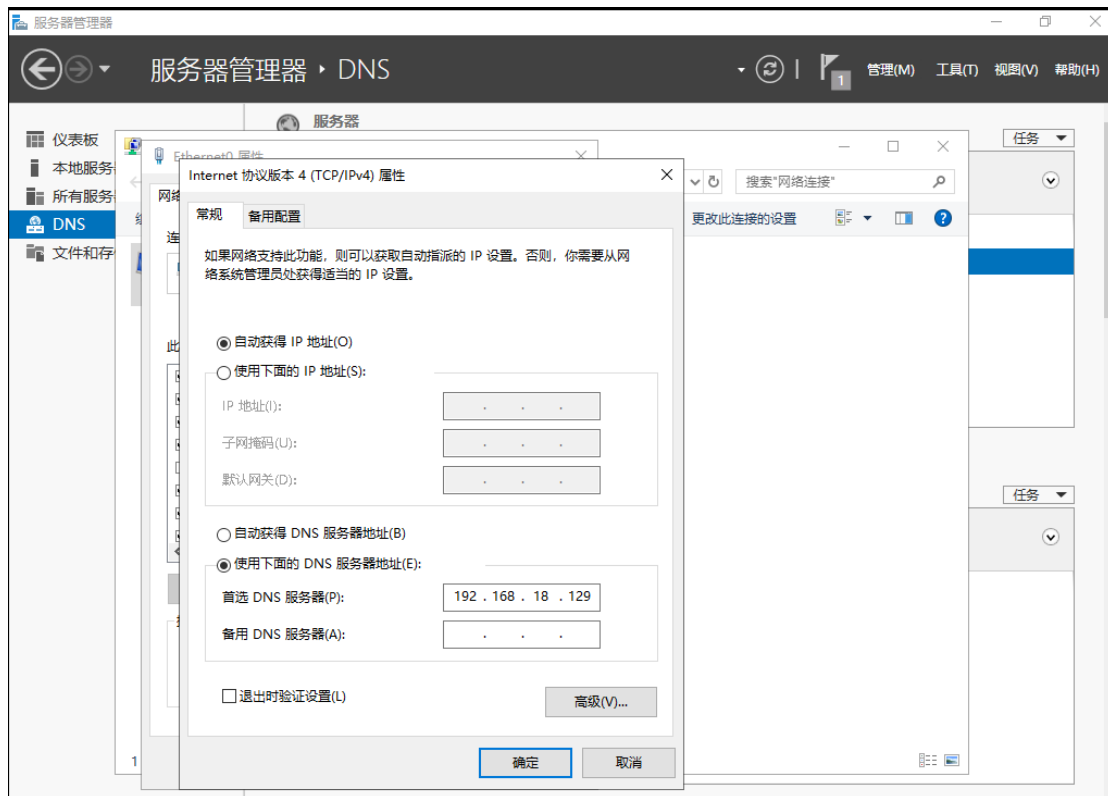 服务器管理器
服务器管理器 · DNS
1
管理(M) 工具(T) 视图(V) 帮助(H)
仪表板
本地服务
所有服务
DNS
文件和存
服务器
任务
Ethernet0 属性
搜索"网络连接"
更改此连接的设置
网络
连
此
Internet 协议版本 4 (TCP/IPv4) 属性
常规 备用配置
如果网络支持此功能，则可以获取自动指派的 IP 设置。否则，你需要从网
络系统管理员处获得适当的 IP 设置。
自动获得 IP 地址(O)
使用下面的 IP 地址(S):
IP 地址(I):
子网掩码(U):
默认网关(D):
自动获得 DNS 服务器地址(B)
使用下面的 DNS 服务器地址(E):
首选 DNS 服务器(P): 192 . 168 . 18 . 129
备用 DNS 服务器(A):
退出时验证设置(L)
高级(V)...
确定 取消
任务
1